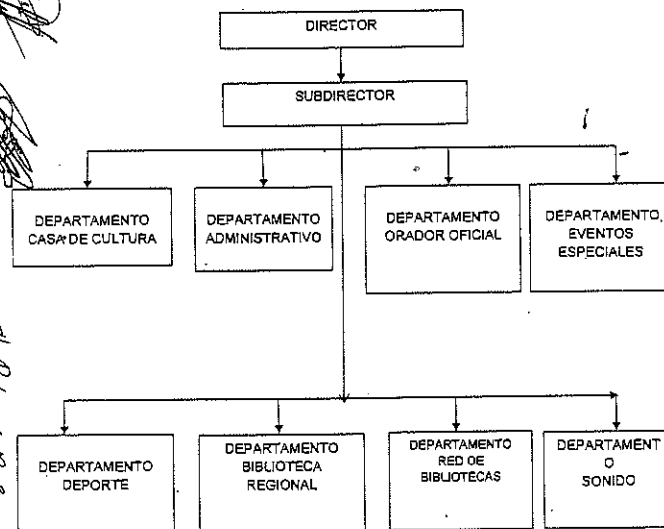 DIRECTOR
SUBDIRECTOR
DEPARTAMENTO
CASA DE CULTURA
DEPARTAMENTO
ADMINISTRATIVO
DEPARTAMENTO
ORADOR OFICIAL
DEPARTAMENTO
EVENTOS
ESPECIALES
DEPARTAMENTO
DEPORTE
DEPARTAMENTO
BIBLIOTECA
REGIONAL
DEPARTAMENTO
RED DE
BIBLIOTECAS
DEPARTAMENT
O
SONIDO